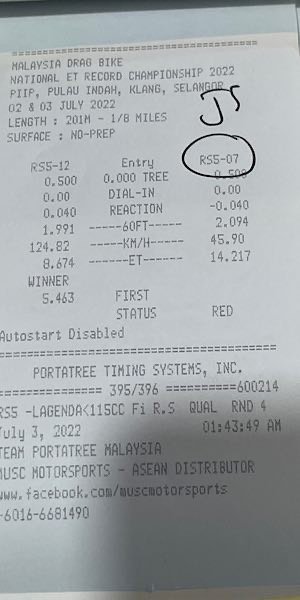 MALAYSIA DRAG BIKE
NATIONAL ET RECORD CHAMPIONSHIP 2022
PIIP, PULAU INDAH, KLANG, SELANGOR
02 & 03 JULY 2022
LENGTH : 201M - 1/8 MILES
SURFACE : NO-PREP
RS5-12 Entry RS5-07
0.500 0.000 TREE 0.500
0.00 DIAL-IN 0.00
0.040 REACTION -0.040
1.991 -----60FT----- 2.094
124.82 -----KM/H----- 45.90
8.674 ------ET------ 14.217
WINNER
5.463 FIRST
STATUS RED
Autostart Disabled
PORTATREE TIMING SYSTEMS, INC.
========= 395/396 ==========600214
RS5 -LAGENDA<115CC Fi R.S QUAL RND 4
July 3, 2022 01:43:49 AM
TEAM PORTATREE MALAYSIA
MUSC MOTORSPORTS - ASEAN DISTRIBUTOR
www.facebook.com/muscmotorsports
-6016-6681490